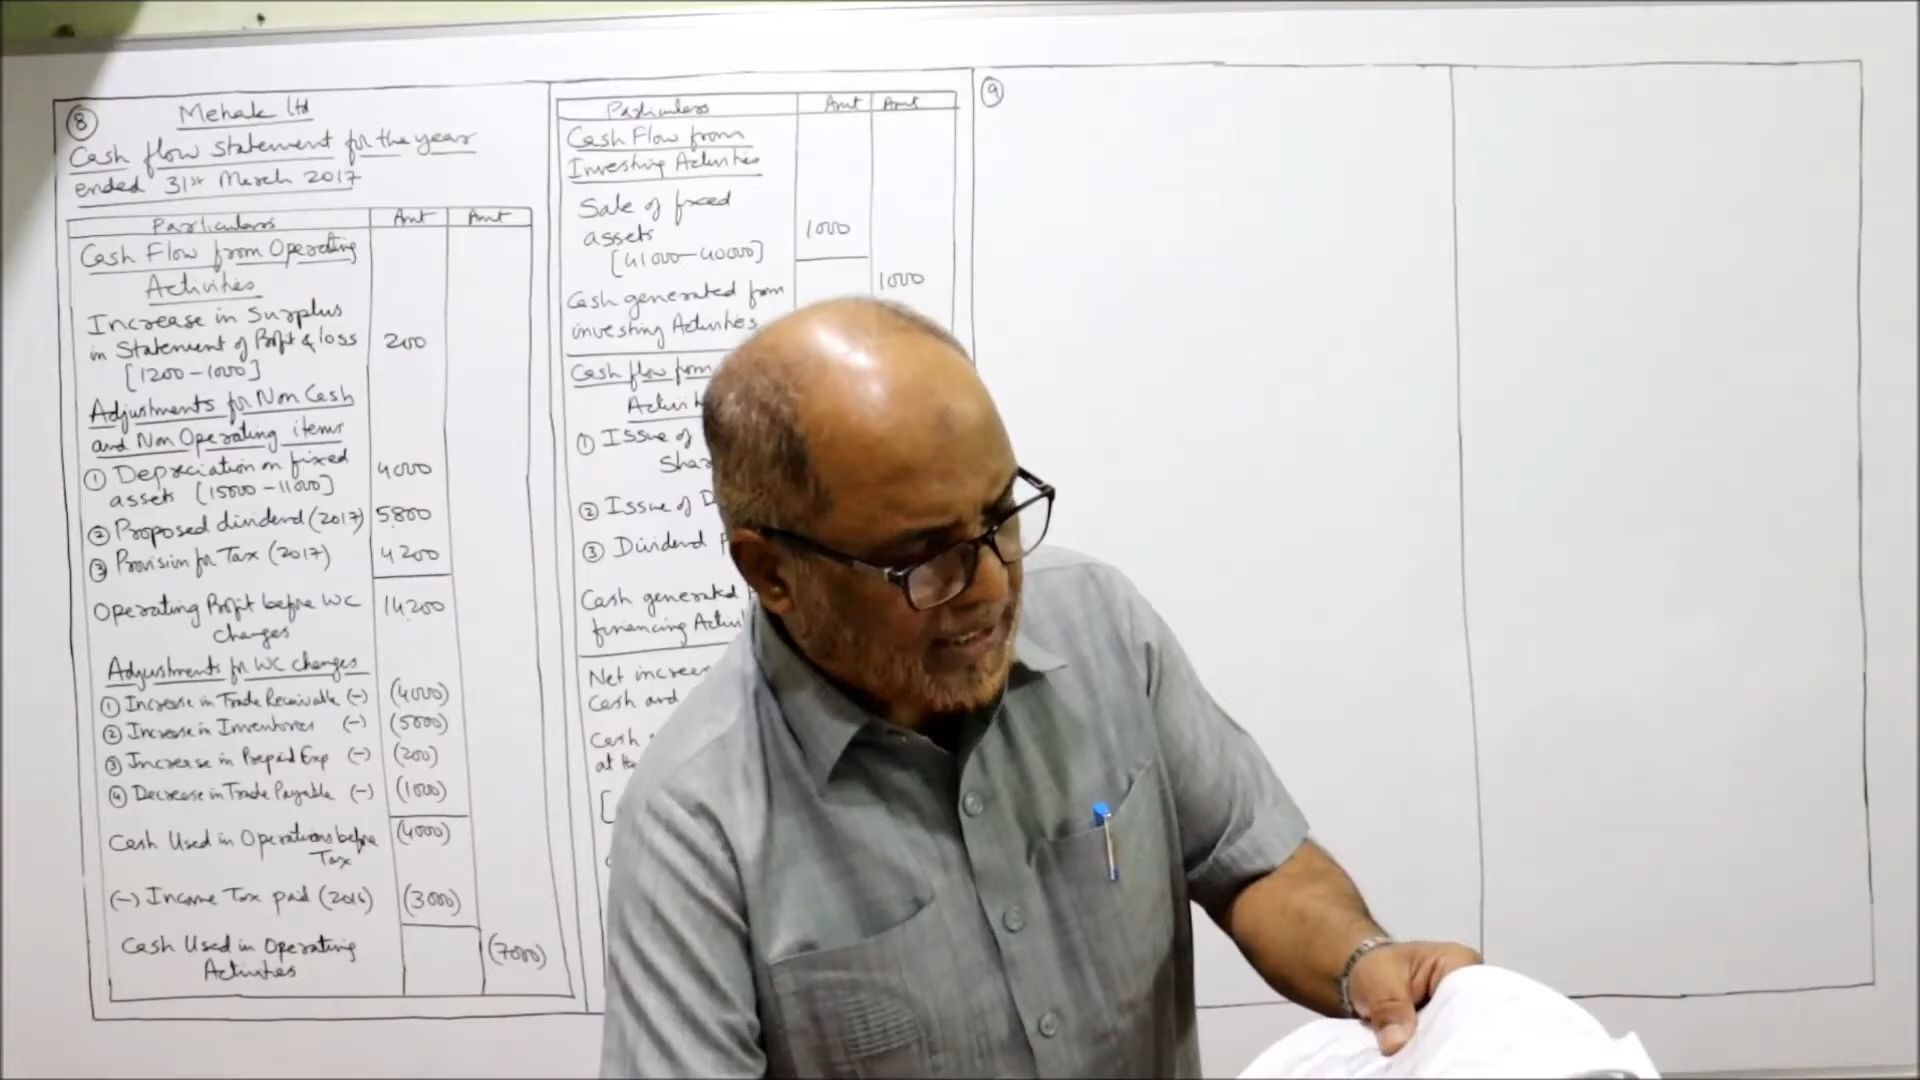 8
Mehak ltd
Cash flow statement for the year
ended 31st March 2017
Particulars Amt Amt
Cash Flow from Operating
Activities
Increase in Surplus
in Statement of Profit & loss 200
[1200-1000]
Adjustments for Non Cash
and Non Operating items
① Depreciation on fixed 4000
assets [15000-11000]
② Proposed dividend (2017) 5800
③ Provision for Tax (2017) 4200
Operating Profit before WC 14,200
changes
Adjustments for WC changes
① Increase in Trade Receivable (-) (4000)
② Increase in Inventories (-) (5000)
③ Increase in Prepaid Exp (-) (200)
④ Decrease in Trade Payable (-) (1000)
Cash Used in Operations before (4000)
Tax
(-) Income Tax paid (2016) (3000)
Cash Used in Operating (7000)
Activities
Particulars Amt Amt
Cash Flow from
Investing Activities
Sale of fixed
assets 1000
[41000-40000]
1000
Cash generated from
investing Activities
Cash flow from
① Issue of
② Issue of
③ Dividend
Cash generated
financing
Net
Cash and
Cash
at the
9